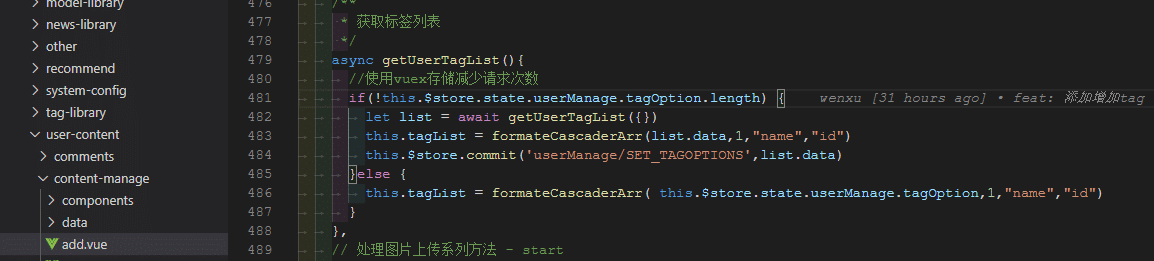 model-library
news-library
other
recommend
system-config
tag-library
user-content
comments
content-manage
components
data
add.vue
476 /**
477 * 获取标签列表
478 */
479 async getUserTagList(){
480 //使用vuex存储减少请求次数
481 if(!this.$store.state.userManage.tagOption.length) { wenxu [31 hours ago] • feat: 添加增加tag
482 let list = await getUserTagList({})
483 this.tagList = formateCascaderArr(list.data,1,"name","id")
484 this.$store.commit('userManage/SET_TAGOPTIONS',list.data)
485 }else {
486 this.tagList = formateCascaderArr( this.$store.state.userManage.tagOption,1,"name","id")
487 }
488 },
489 // 处理图片上传系列方法 - start